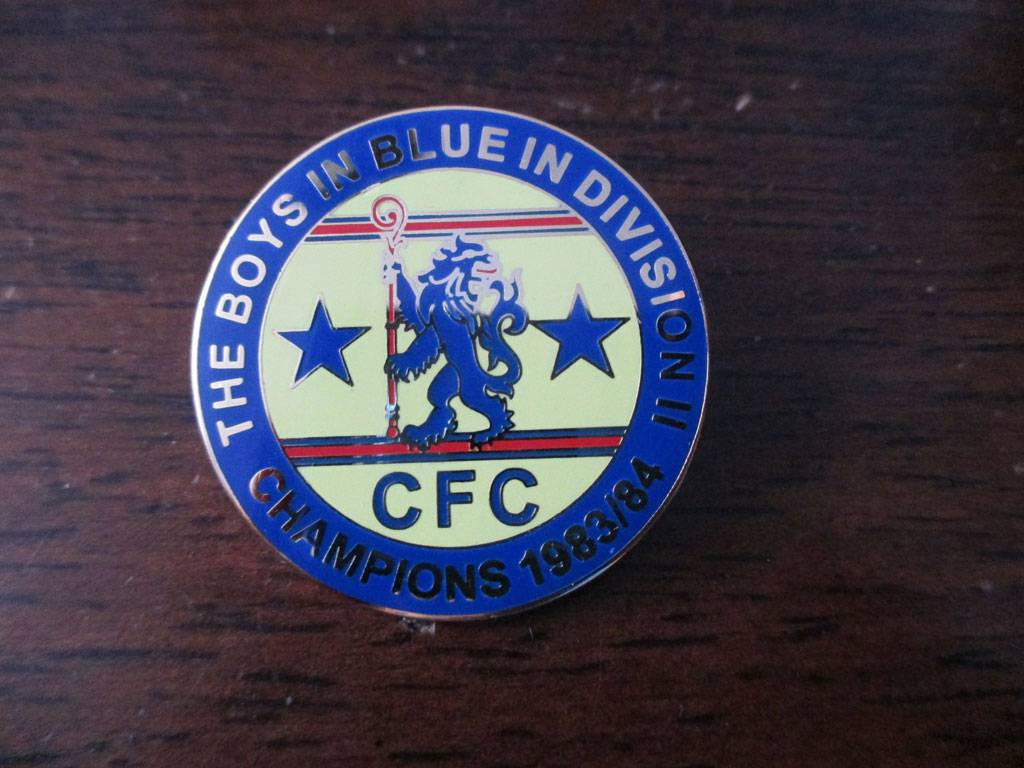 THE BOYS IN BLUE IN DIVISION II
CFC
CHAMPIONS 1983/84